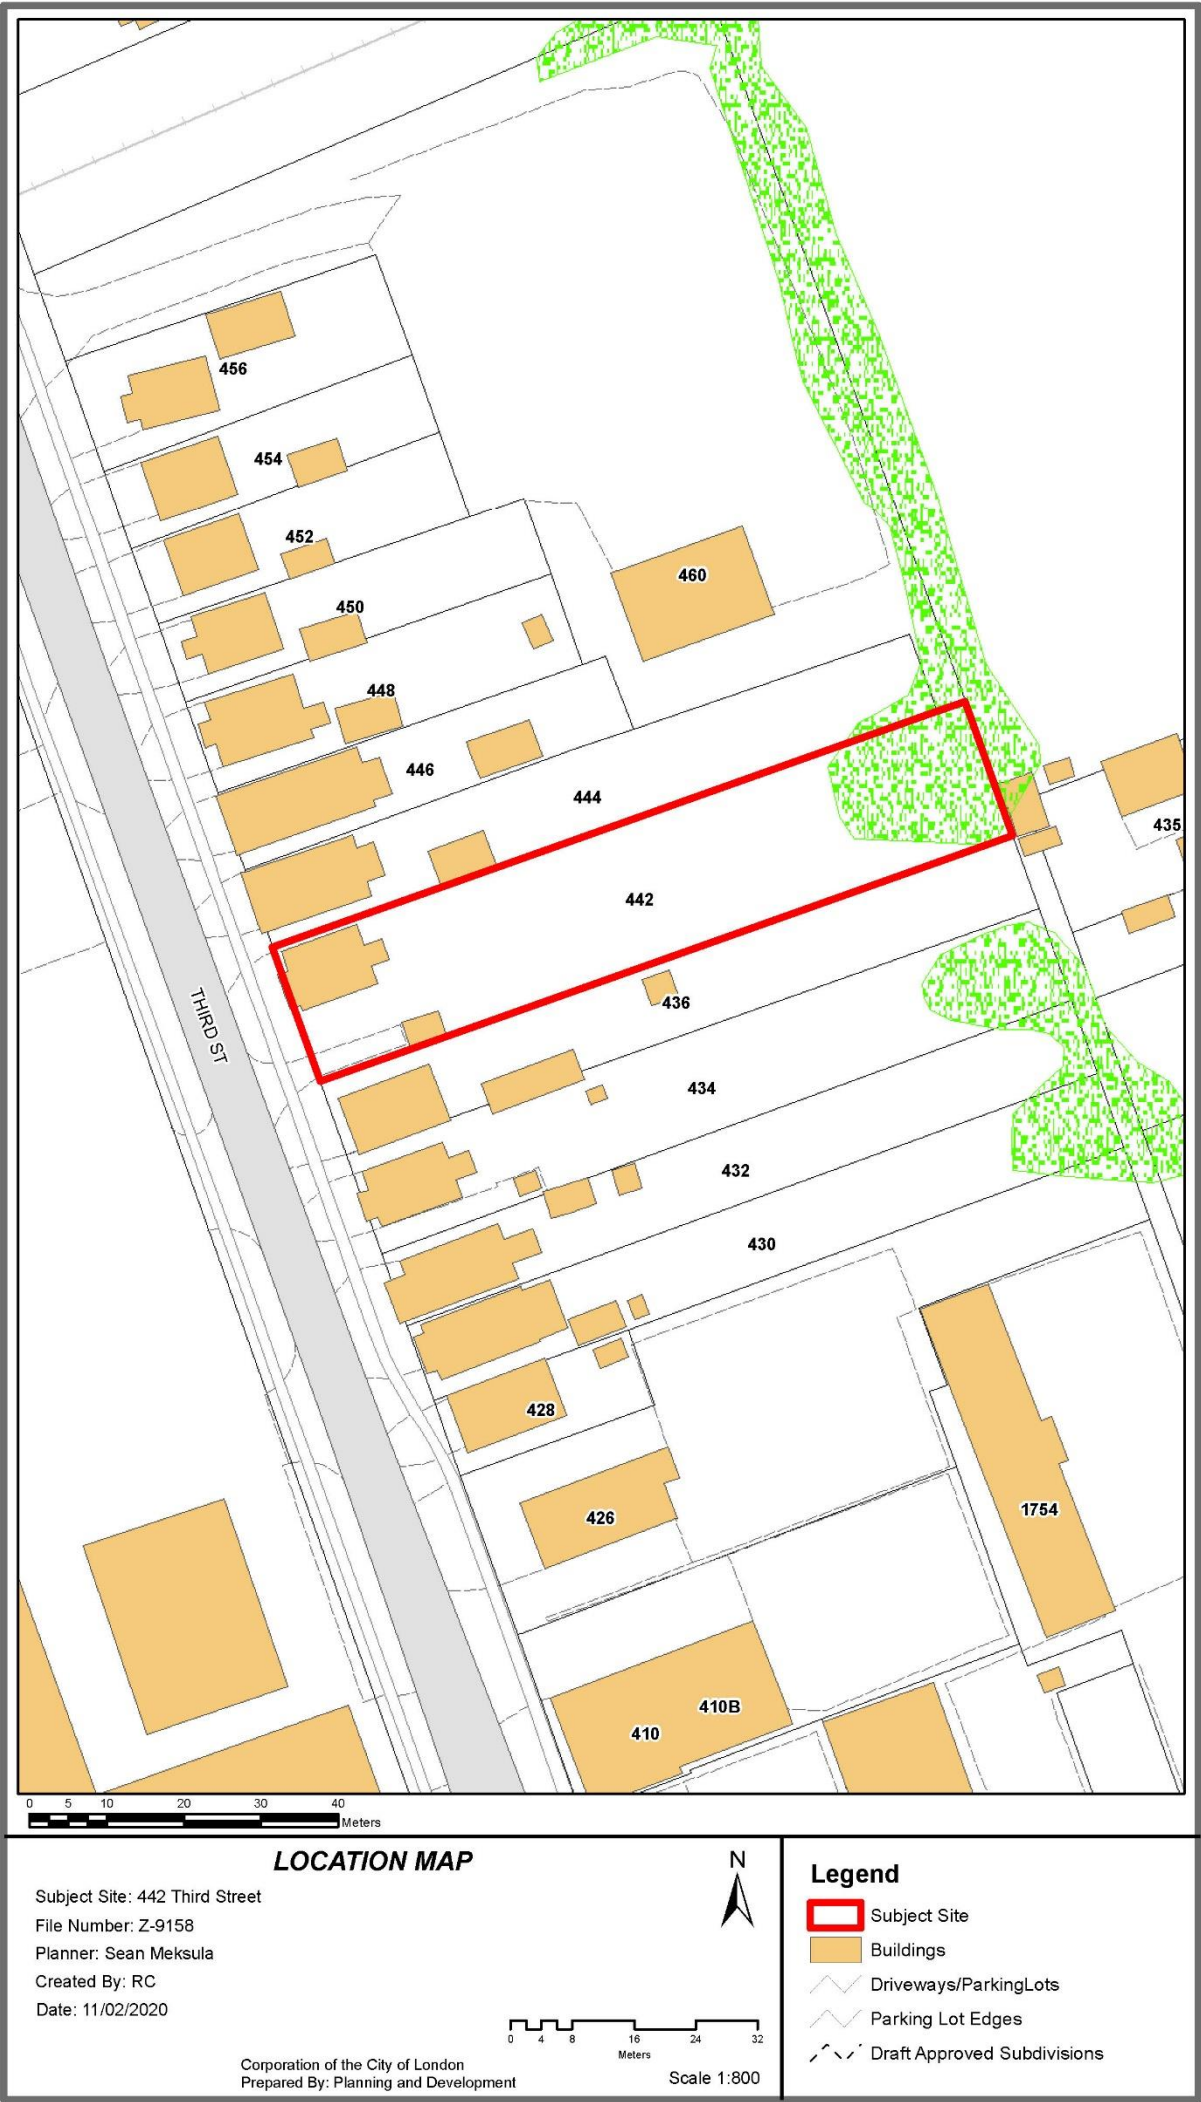 456
454
452
450
460
448
446
444
435
442
436
THIRD ST
434
432
430
428
426
1754
410B
410
0 5 10 20 30 40
Meters
LOCATION MAP
Subject Site: 442 Third Street
File Number: Z-9158
Planner: Sean Meksula
Created By: RC
Date: 11/02/2020
N
0 4 8 16 24 32
Meters
Corporation of the City of London
Prepared By: Planning and Development
Scale 1:800
Legend
Subject Site
Buildings
Driveways/ParkingLots
Parking Lot Edges
Draft Approved Subdivisions